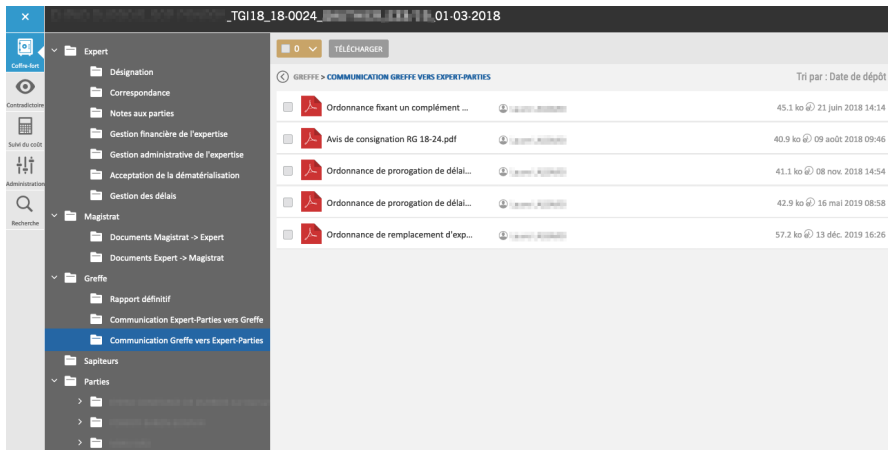 _TGI18_18-0024_
_01-03-2018
Coffre-fort
Contradictoire
Suivi du coût
Administration
Recherche
Expert
Désignation
Correspondance
Notes aux parties
Gestion financière de l'expertise
Gestion administrative de l'expertise
Acceptation de la dématérialisation
Gestion des délais
Magistrat
Documents Magistrat -> Expert
Documents Expert -> Magistrat
Greffe
Rapport définitif
Communication Expert-Parties vers Greffe
Communication Greffe vers Expert-Parties
Sapiteurs
Parties
0 TÉLÉCHARGER
GREFFE > COMMUNICATION GREFFE VERS EXPERT-PARTIES Tri par : Date de dépôt
Ordonnance fixant un complément ... 45.1 ko 21 juin 2018 14:14
Avis de consignation RG 18-24.pdf 40.9 ko 09 août 2018 09:46
Ordonnance de prorogation de délai... 41.1 ko 08 nov. 2018 14:54
Ordonnance de prorogation de délai... 42.9 ko 16 mai 2019 08:58
Ordonnance de remplacement d'exp... 57.2 ko 13 déc. 2019 16:26